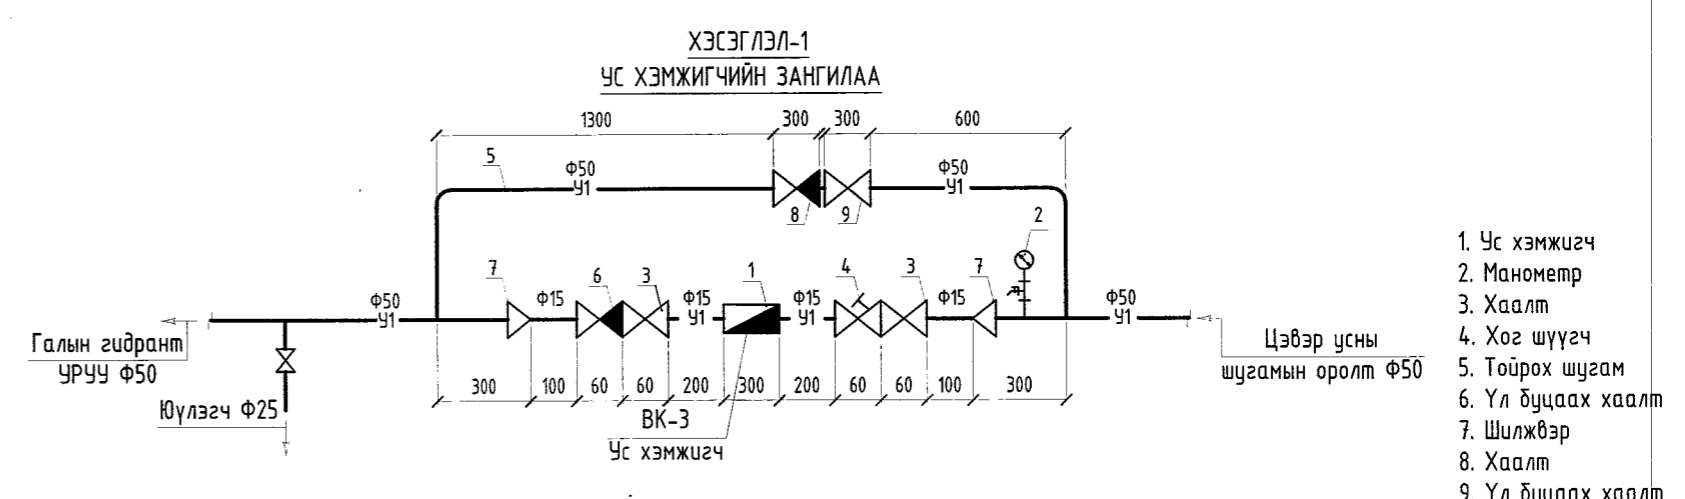 ХЭСЭГЛЭЛ-1
УС ХЭМЖИГЧИЙН ЗАНГИЛАА
1300
300
300
600
5
Ф50
У1
8
9
Ф50
У1
2
7
Ф15
6
3
Ф15
У1
1
Ф15
У1
4
3
Ф15
7
Ф50
У1
Ф50
У1
Галын гидрант
УРУУ Ф50
Юүлэгч Ф25
Цэвэр усны
шугамын оролт Ф50
300
100
60
60
200
300
200
60
60
100
300
ВК-3
Ус хэмжигч
1. Ус хэмжигч
2. Манометр
3. Хаалт
4. Хог шүүгч
5. Тойрох шугам
6. Үл буцаах хаалт
7. Шилжвэр
8. Хаалт
9. Үл буцаах хаалт